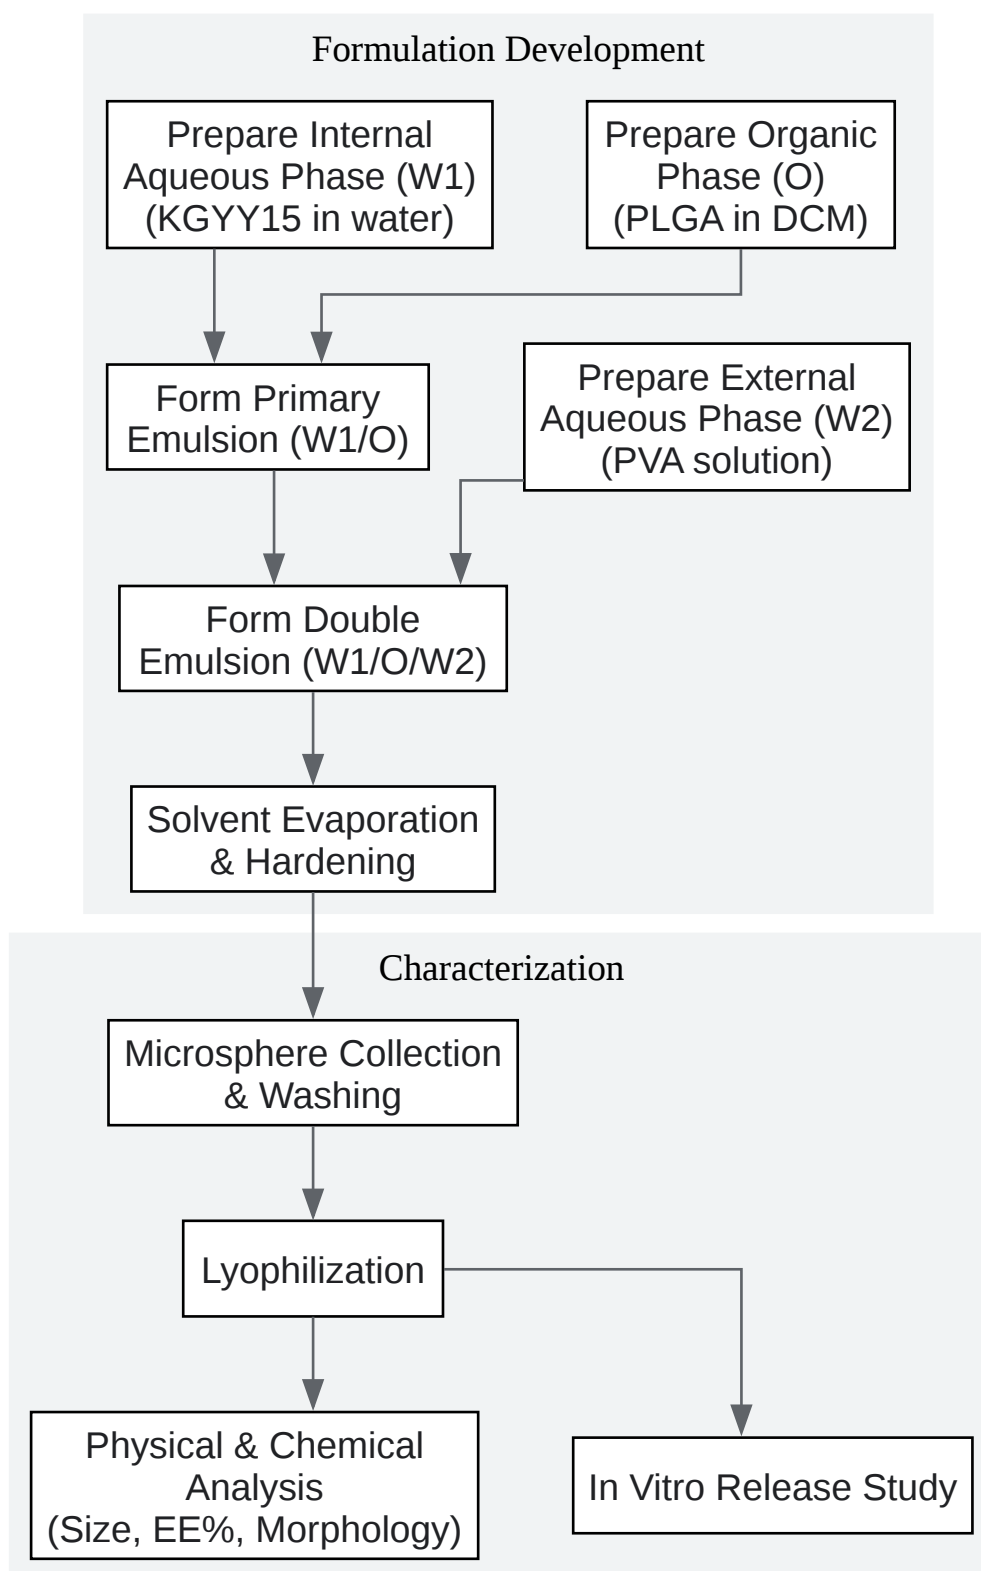 Formulation Development
Prepare Internal
Aqueous Phase (W1)
(KGYY15 in water)
Prepare Organic
Phase (O)
(PLGA in DCM)
Form Primary
Emulsion (W1/O)
Prepare External
Aqueous Phase (W2)
(PVA solution)
Form Double
Emulsion (W1/O/W2)
Solvent Evaporation
& Hardening
Characterization
Microsphere Collection
& Washing
Lyophilization
Physical & Chemical
Analysis
(Size, EE%, Morphology)
In Vitro Release Study